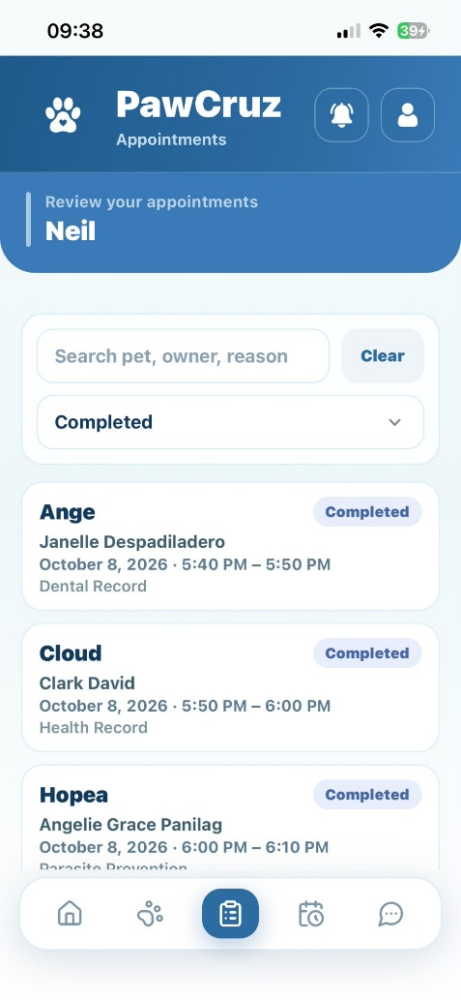 09:38
39
PawCruz
Appointments
Review your appointments
Neil
Search pet, owner, reason
Clear
Completed
Ange
Completed
Janelle Despadiladero
October 8, 2026 · 5:40 PM – 5:50 PM
Dental Record
Cloud
Completed
Clark David
October 8, 2026 · 5:50 PM – 6:00 PM
Health Record
Hopea
Completed
Angelie Grace Panilag
October 8, 2026 · 6:00 PM – 6:10 PM
Parasite Prevention